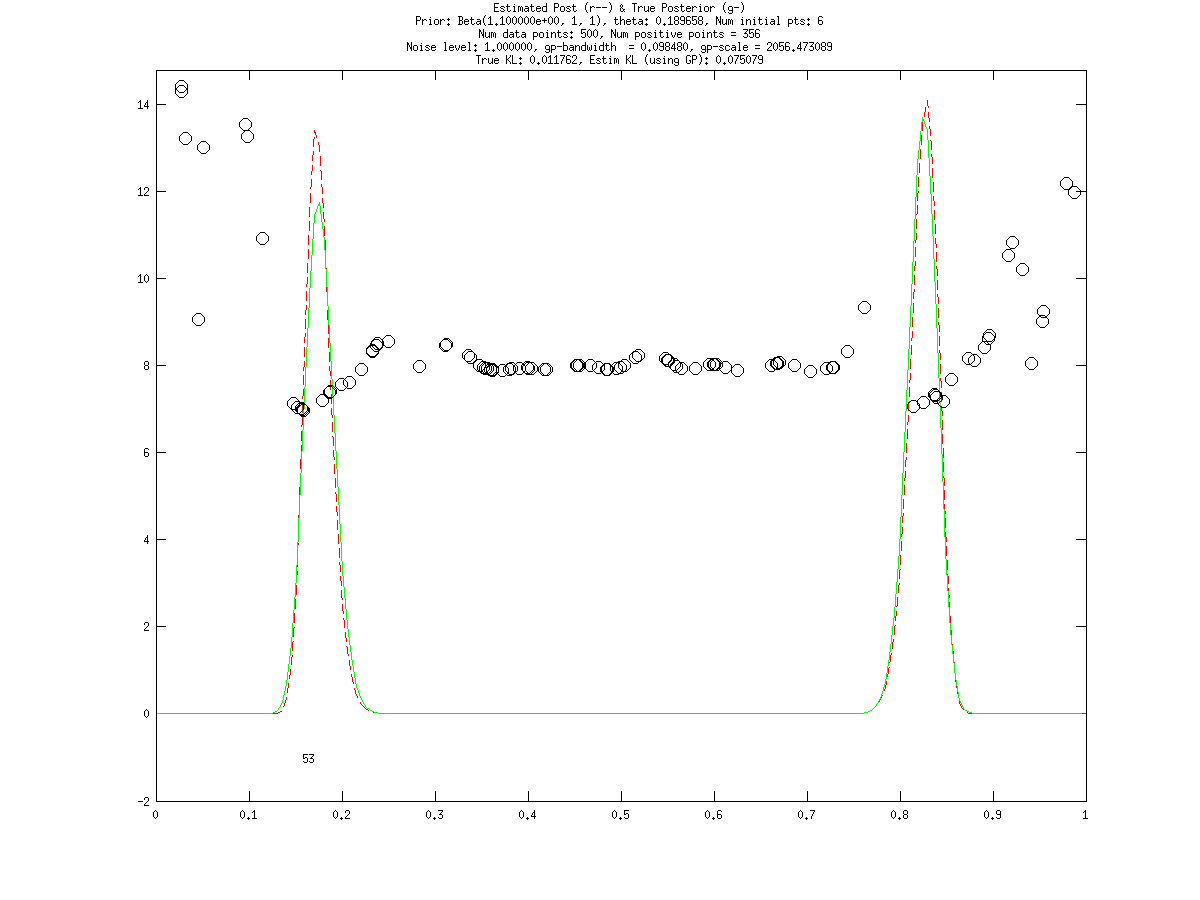 Estimated Post (r--) & True Posterior (g-)
Prior: Beta(1.100000e+00, 1, 1), theta: 0.189658, Num initial pts: 6
Num data points: 500, Num positive points = 356
Noise level: 1.000000, gp-bandwidth  = 0.098480, gp-scale = 2056.473089
True KL: 0.011762, Estim KL (using GP): 0.075079
14
12
10
8
6
4
2
0
53
-2
0 0.1 0.2 0.3 0.4 0.5 0.6 0.7 0.8 0.9 1